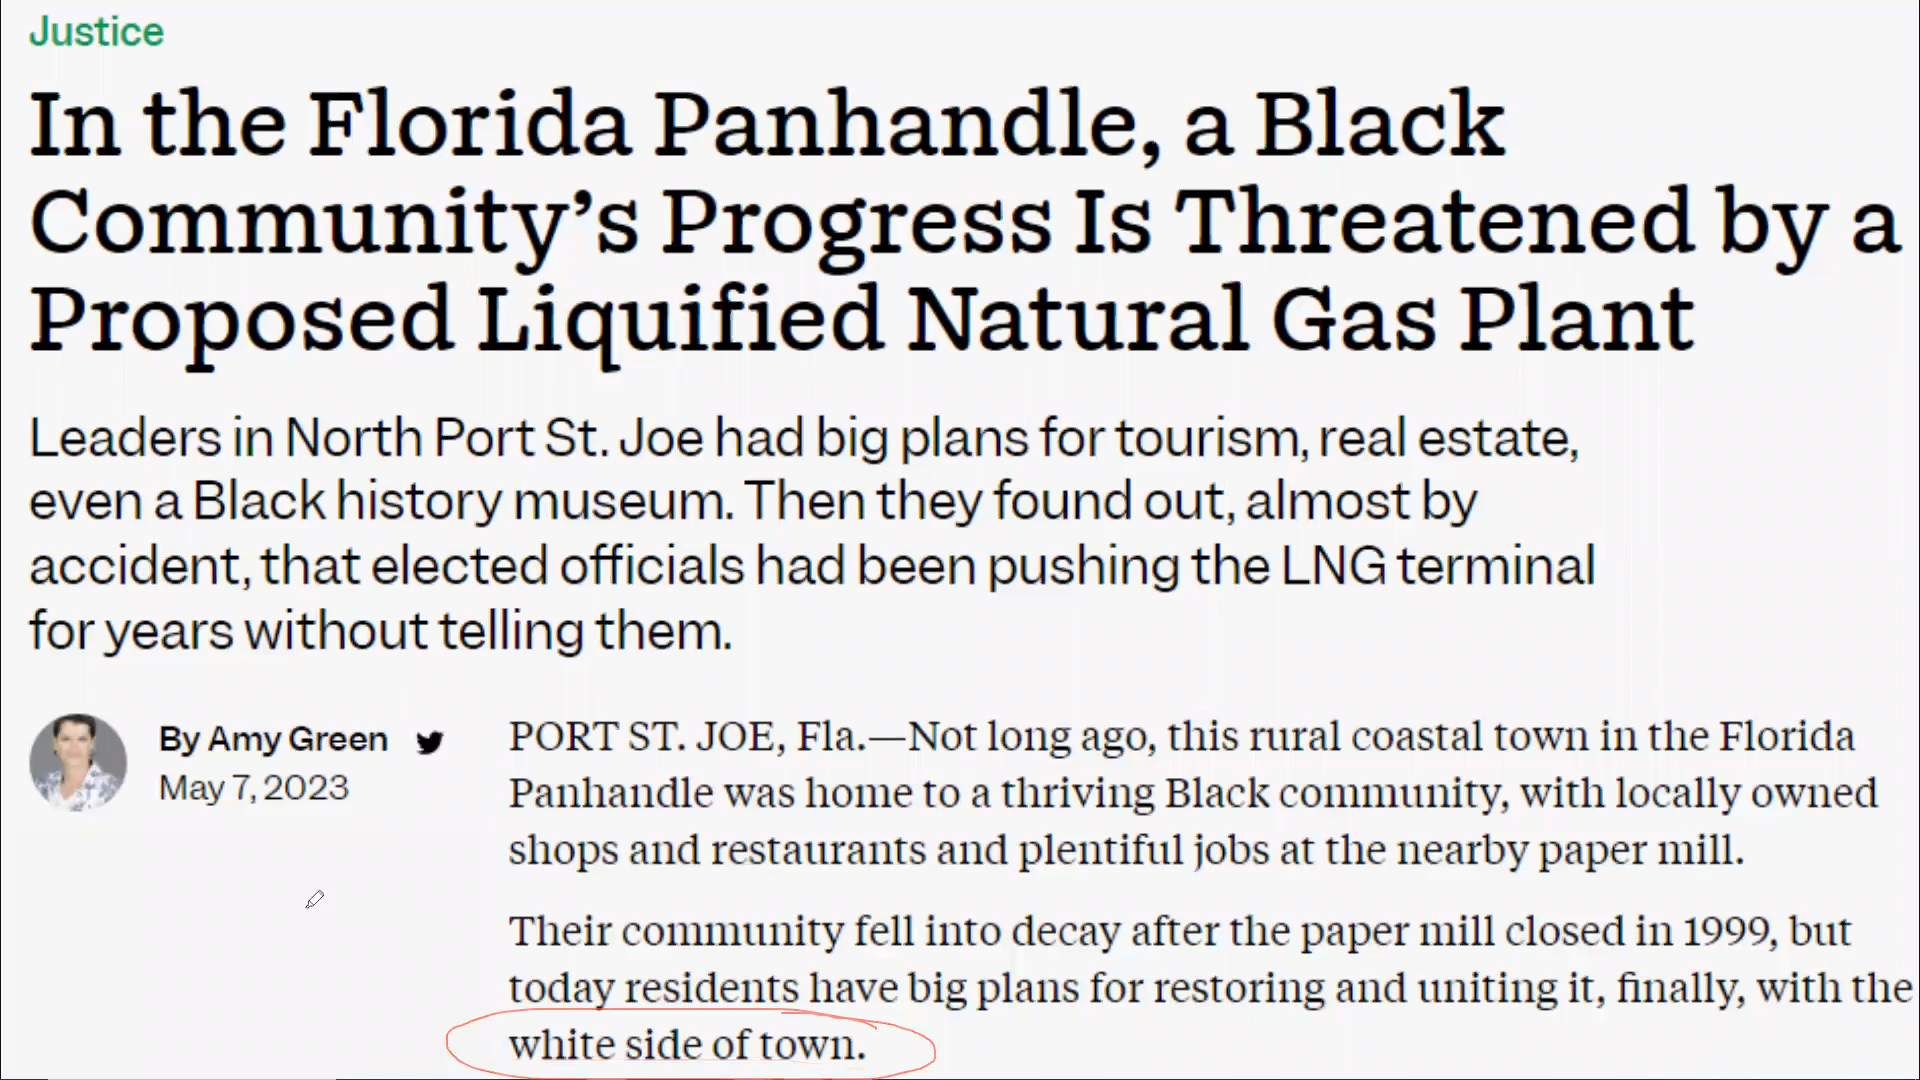 Justice
In the Florida Panhandle, a Black
Community’s Progress Is Threatened by a
Proposed Liquified Natural Gas Plant
Leaders in North Port St. Joe had big plans for tourism, real estate,
even a Black history museum. Then they found out, almost by
accident, that elected officials had been pushing the LNG terminal
for years without telling them.
By Amy Green
May 7, 2023
PORT ST. JOE, Fla.—Not long ago, this rural coastal town in the Florida
Panhandle was home to a thriving Black community, with locally owned
shops and restaurants and plentiful jobs at the nearby paper mill.
Their community fell into decay after the paper mill closed in 1999, but
today residents have big plans for restoring and uniting it, finally, with the
white side of town.